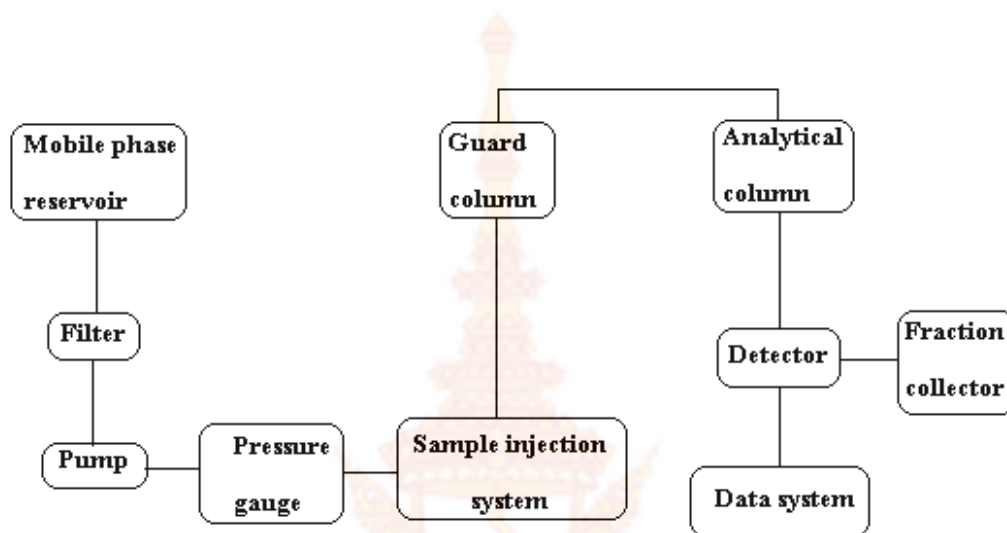 Mobile phase
reservoir
Filter
Pump
Pressure
gauge
Sample injection
system
Guard
column
Analytical
column
Detector
Fraction
collector
Data system